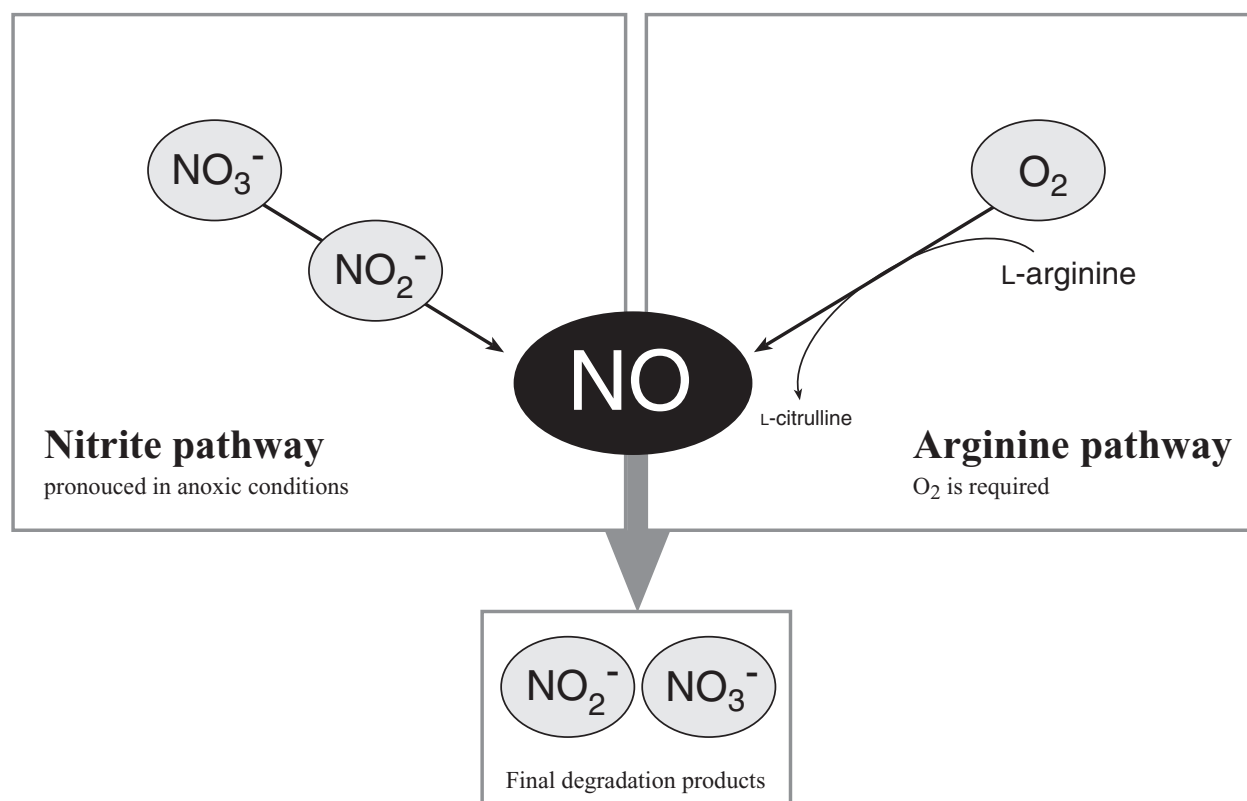 NO₃⁻
O₂
NO₂⁻
L-arginine
NO
L-citrulline
Nitrite pathway
pronouced in anoxic conditions
Arginine pathway
O₂ is required
NO₂⁻ NO₃⁻
Final degradation products